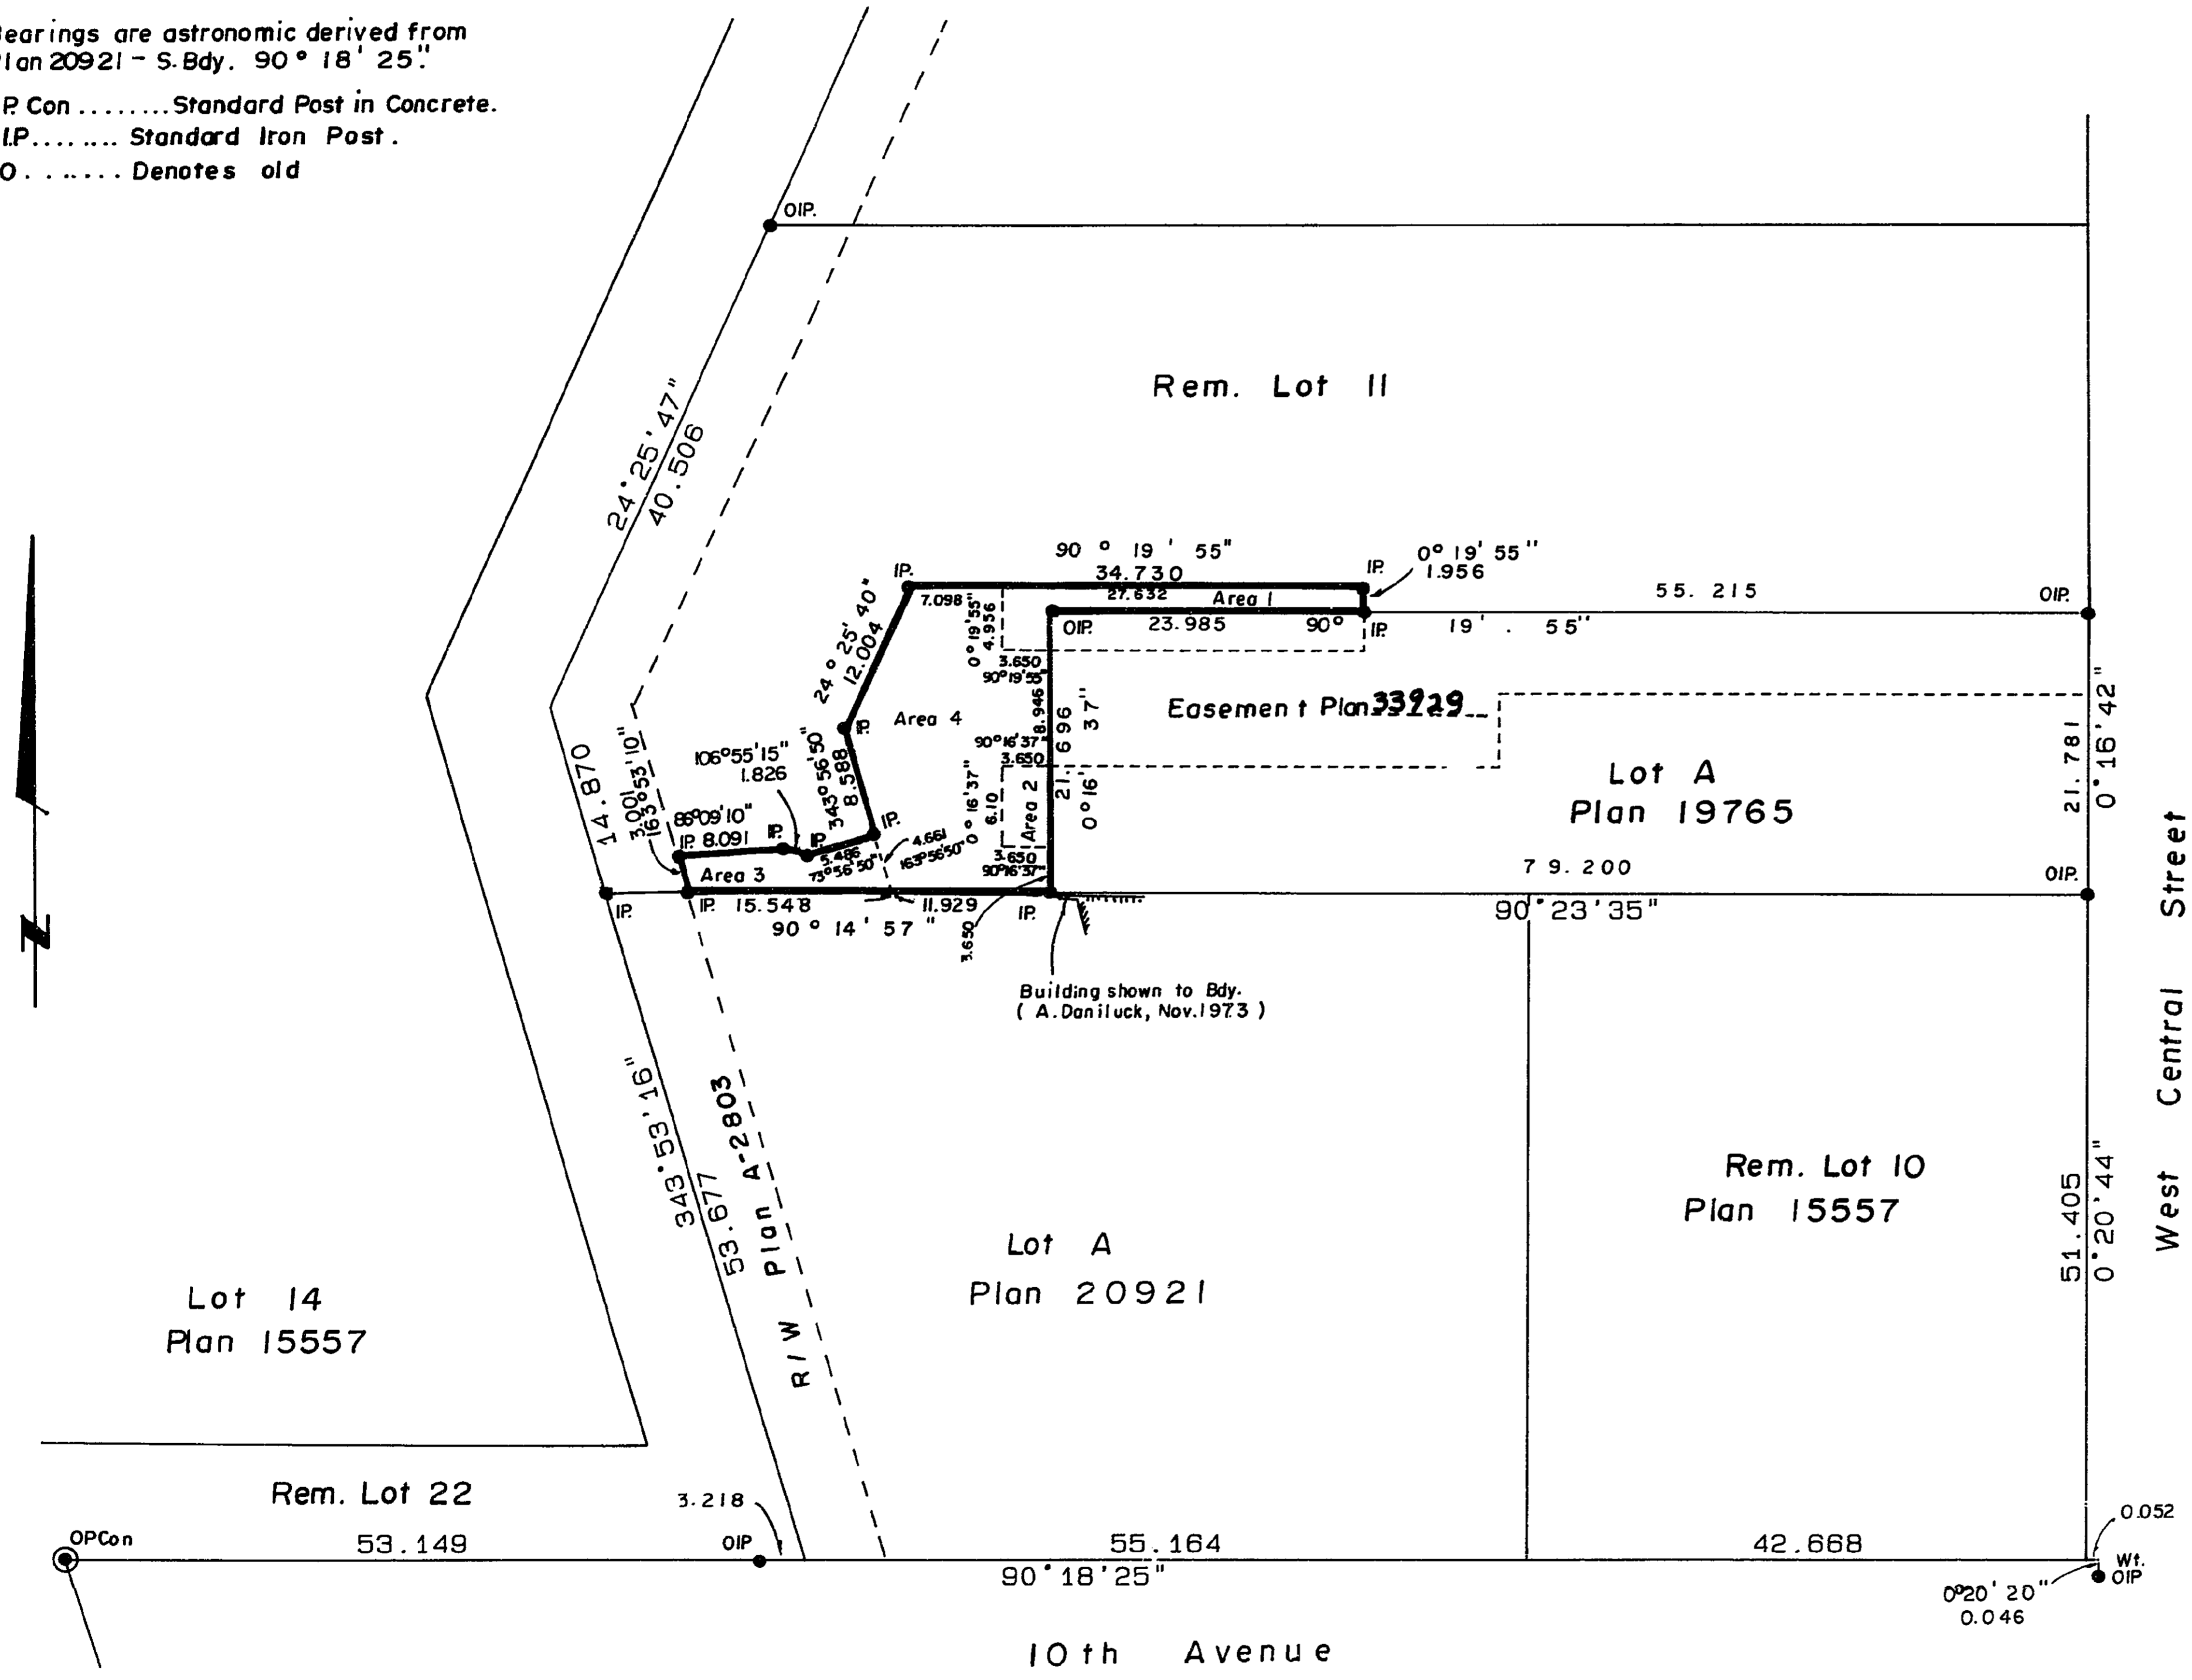 Bearings are astronomic derived from
Plan 20921 - S. Bdy. 90° 18' 25".
P. Con ........ Standard Post in Concrete.
I.P. ....... Standard Iron Post.
O ....... Denotes old
OIP.
24° 25' 47"
40.506
Rem. Lot 11
90° 19' 55"
34.730
IP.
IP.
0° 19' 55"
1.956
55.215
OIP.
7.098
27.632
Area 1
OIP.
23.985
90°
IP.
19' . 55"
0° 19' 55"
4.956
24° 25' 40"
12.004
3.650
90°19'55"
8.946
21.696
0°16' 37"
Easement Plan 33929
Area 4
IP.
90°16'37"
3.650
106°55'15"
1.826
343°56'50"
8.588
14.870
3.001
163°53'10"
86°09'10"
IP. 8.091
IP.
IP.
IP.
5.486
73°56'50"
4.661
163°56'50"
0°16'37"
6.10
Area 2
3.650
90°16'37"
Area 3
Lot A
Plan 19765
21.781
0°16'42"
79.200
OIP.
90°23'35"
IP.
IP.
15.548
11.929
IP.
90° 14' 57"
3.650
Building shown to Bdy.
( A. Daniluck, Nov. 1973 )
N
343°53'16"
53.677
R/W Plan A-2803
Lot A
Plan 20921
Rem. Lot 10
Plan 15557
51.405
0°20'44"
West Central Street
Lot 14
Plan 15557
Rem. Lot 22
3.218
OPCon
53.149
OIP
55.164
90°18'25"
42.668
0.052
Wt.
OIP
0°20'20"
0.046
10th Avenue